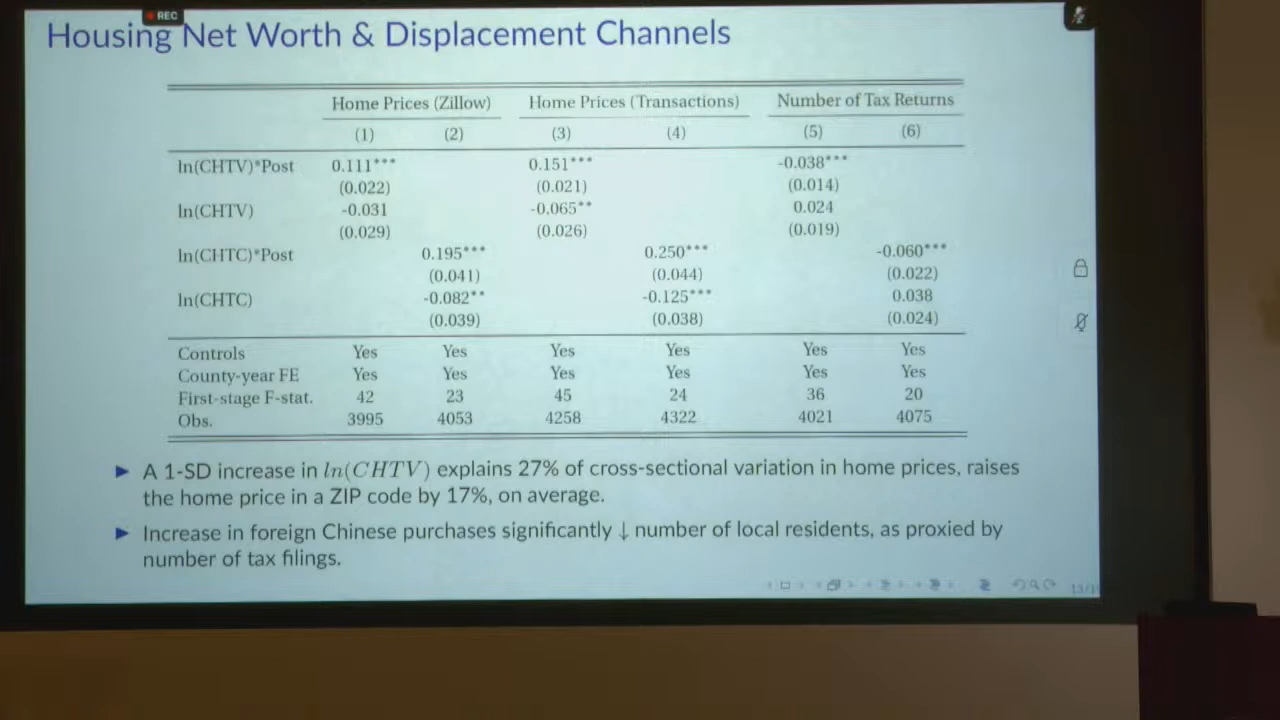 REC
Housing Net Worth & Displacement Channels
Home Prices (Zillow) Home Prices (Transactions) Number of Tax Returns
(1) (2) (3) (4) (5) (6)
ln(CHTV)*Post 0.111*** 0.151*** -0.038***
(0.022) (0.021) (0.014)
ln(CHTV) -0.031 -0.065** 0.024
(0.029) (0.026) (0.019)
ln(CHTC)*Post 0.195*** 0.250*** -0.060***
(0.041) (0.044) (0.022)
ln(CHTC) -0.082** -0.125*** 0.038
(0.039) (0.038) (0.024)
Controls Yes Yes Yes Yes Yes Yes
County-year FE Yes Yes Yes Yes Yes Yes
First-stage F-stat. 42 23 45 24 36 20
Obs. 3995 4053 4258 4322 4021 4075
▶ A 1-SD increase in ln(CHTV) explains 27% of cross-sectional variation in home prices, raises
the home price in a ZIP code by 17%, on average.
▶ Increase in foreign Chinese purchases significantly ↓ number of local residents, as proxied by
number of tax filings.